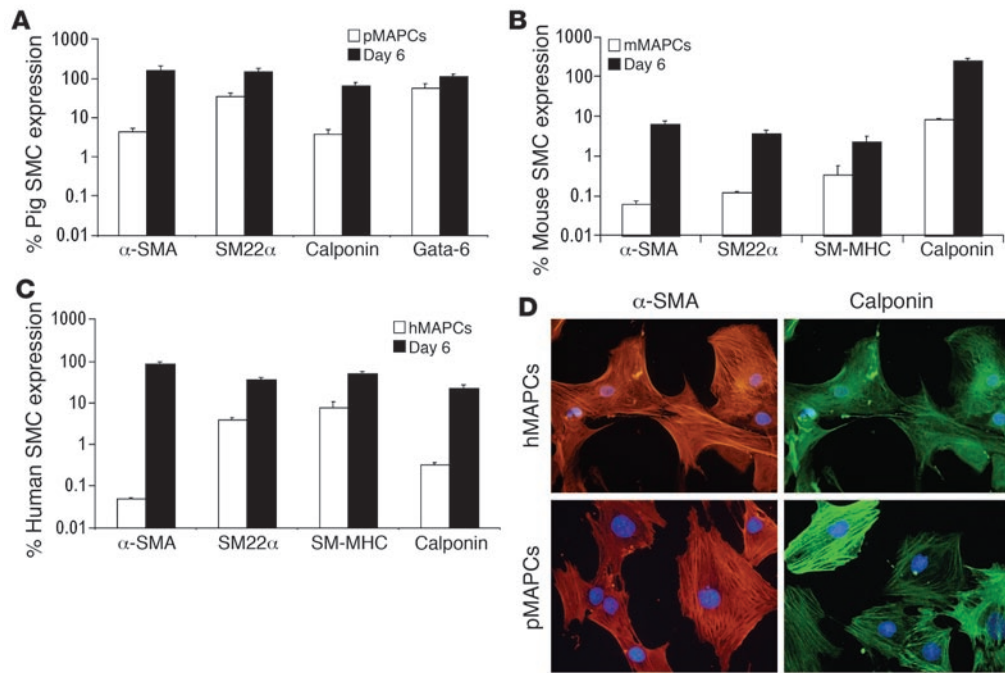 A
% Pig SMC expression
1000
100
10
1
0.1
0.01
pMAPCs
Day 6
α-SMA SM22α Calponin Gata-6
B
% Mouse SMC expression
1000
100
10
1
0.1
0.01
mMAPCs
Day 6
α-SMA SM22α SM-MHC Calponin
C
% Human SMC expression
1000
100
10
1
0.1
0.01
hMAPCs
Day 6
α-SMA SM22α SM-MHC Calponin
D
α-SMA Calponin
hMAPCs
pMAPCs